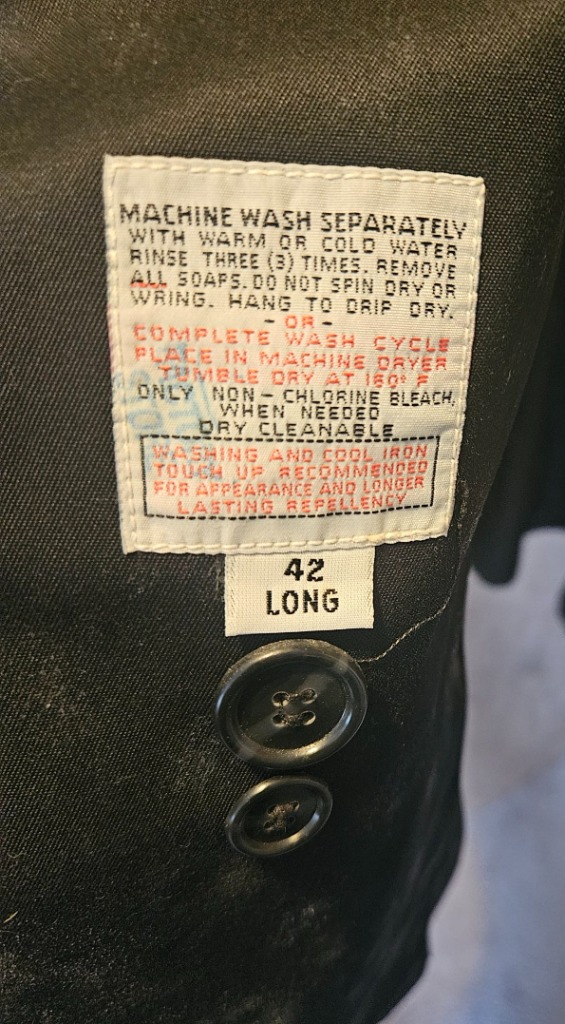 MACHINE WASH SEPARATELY
WITH WARM OR COLD WATER
RINSE THREE (3) TIMES. REMOVE
ALL SOAPS. DO NOT SPIN DRY OR
WRING. HANG TO DRIP DRY.
- OR -
COMPLETE WASH CYCLE
PLACE IN MACHINE DRYER
TUMBLE DRY AT 160° F
ONLY NON - CHLORINE BLEACH,
WHEN NEEDED
DRY CLEANABLE
WASHING AND COOL IRON
TOUCH UP RECOMMENDED
FOR APPEARANCE AND LONGER
LASTING REPELLENCY
42
LONG